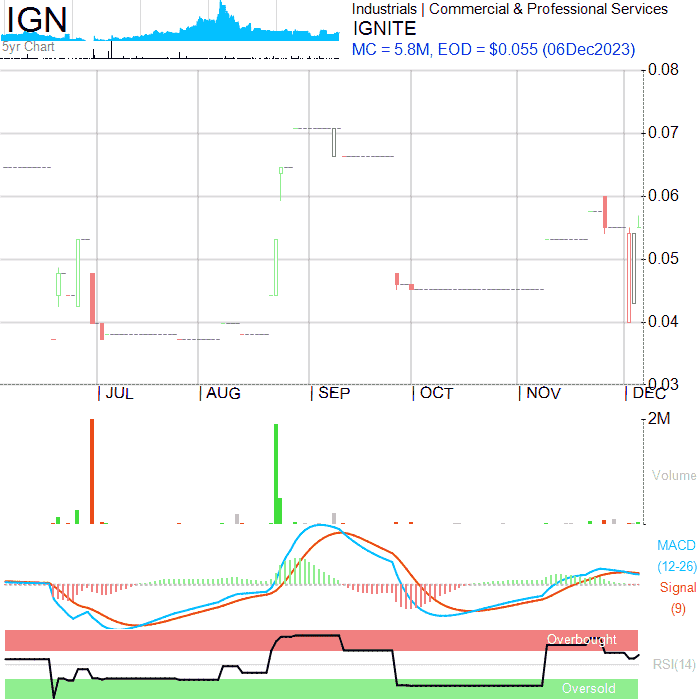 IGN
5yr Chart
Industrials | Commercial & Professional Services
IGNITE
MC = 5.8M, EOD = $0.055 (06Dec2023)
0.08
0.07
0.06
0.05
0.04
0.03
JUL
AUG
SEP
OCT
NOV
DEC
2M
Volume
MACD
(12-26)
Signal
(9)
Overbought
RSI(14)
Oversold